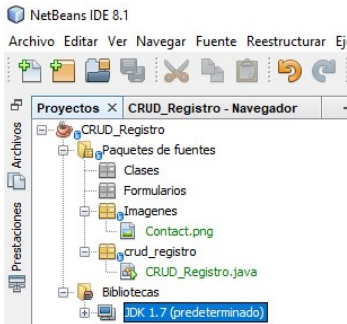 NetBeans IDE 8.1
Archivo Editar Ver Navegar Fuente Reestructurar Eje
Proyectos × CRUD_Registro - Navegador
Archivos
Prestaciones
CRUD_Registro
Paquetes de fuentes
Clases
Formularios
Imagenes
Contact.png
crud_registro
CRUD_Registro.java
Bibliotecas
JDK 1.7 (predeterminado)